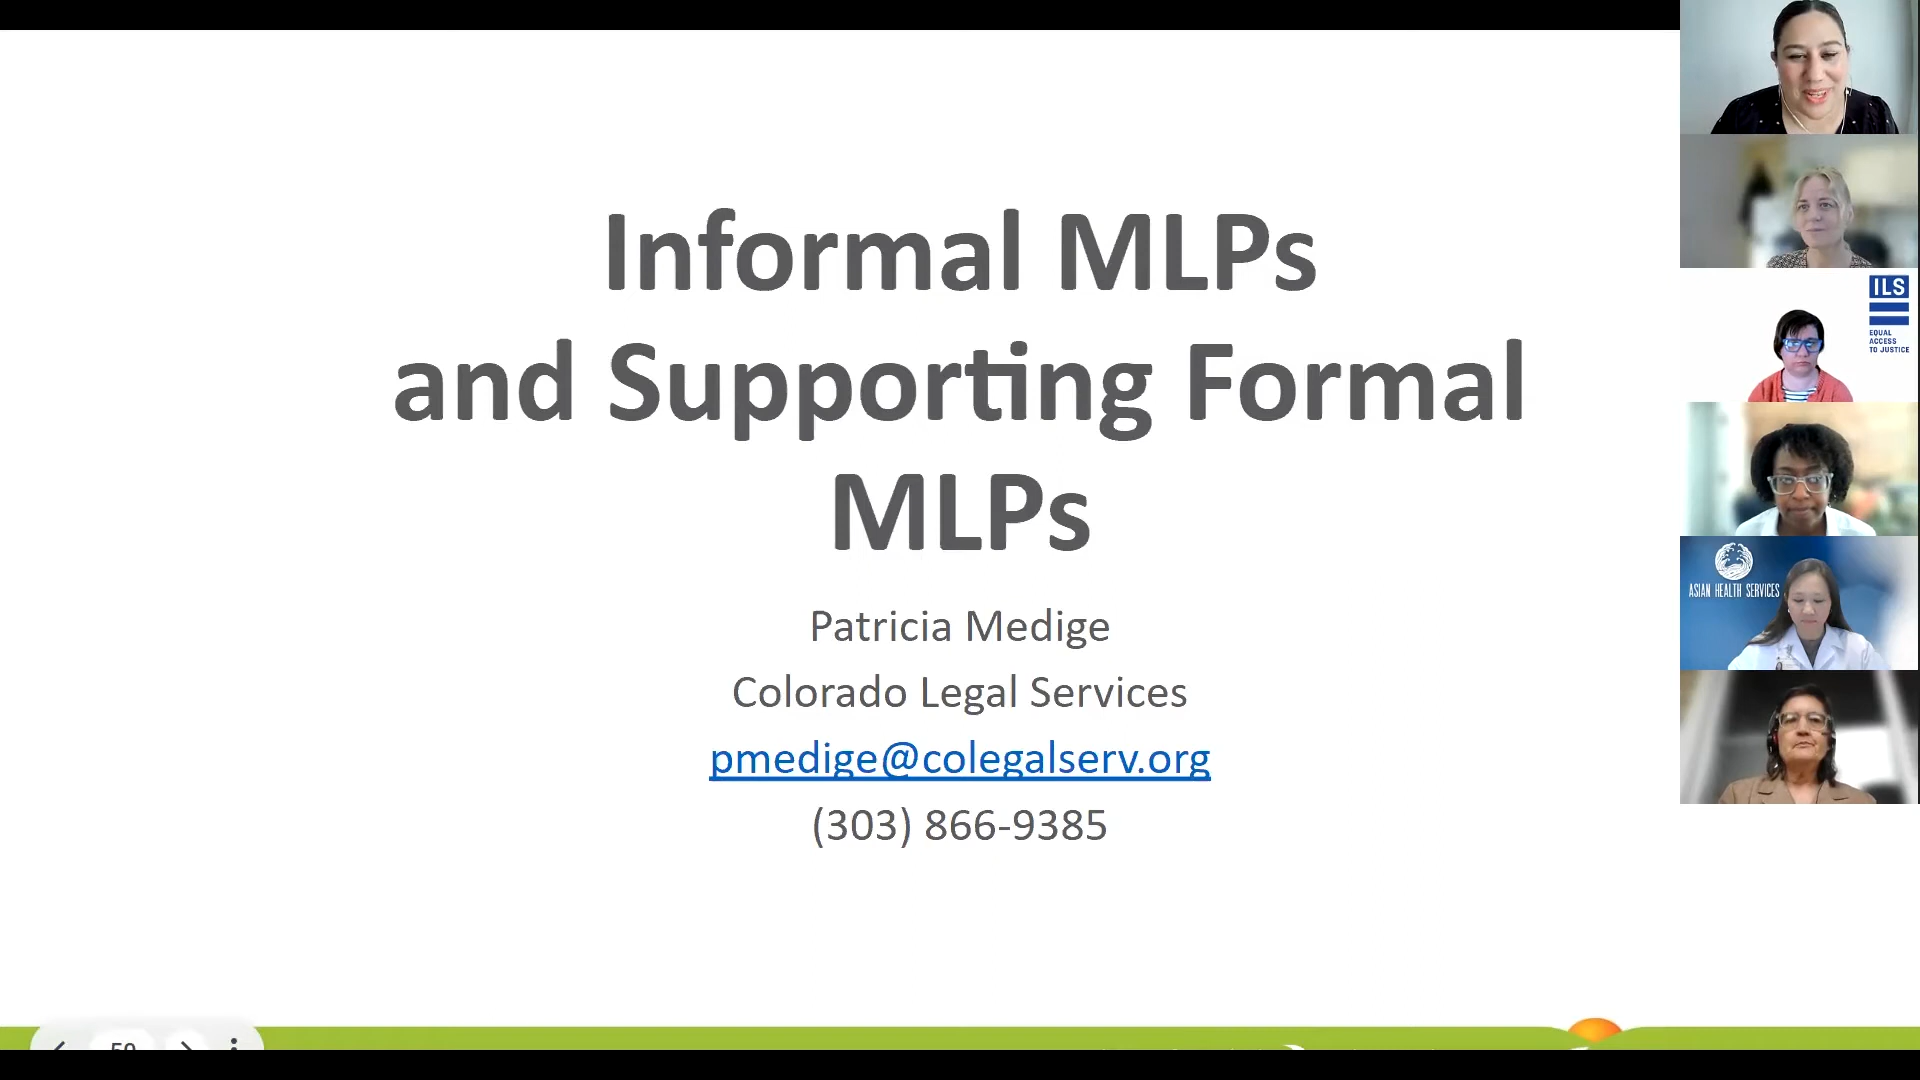 Informal MLPs
and Supporting Formal
MLPs
Patricia Medige
Colorado Legal Services
pmedige@colegalserv.org
(303) 866-9385
ILS
EQUAL
ACCESS
TO JUSTICE
ASIAN HEALTH SERVICES